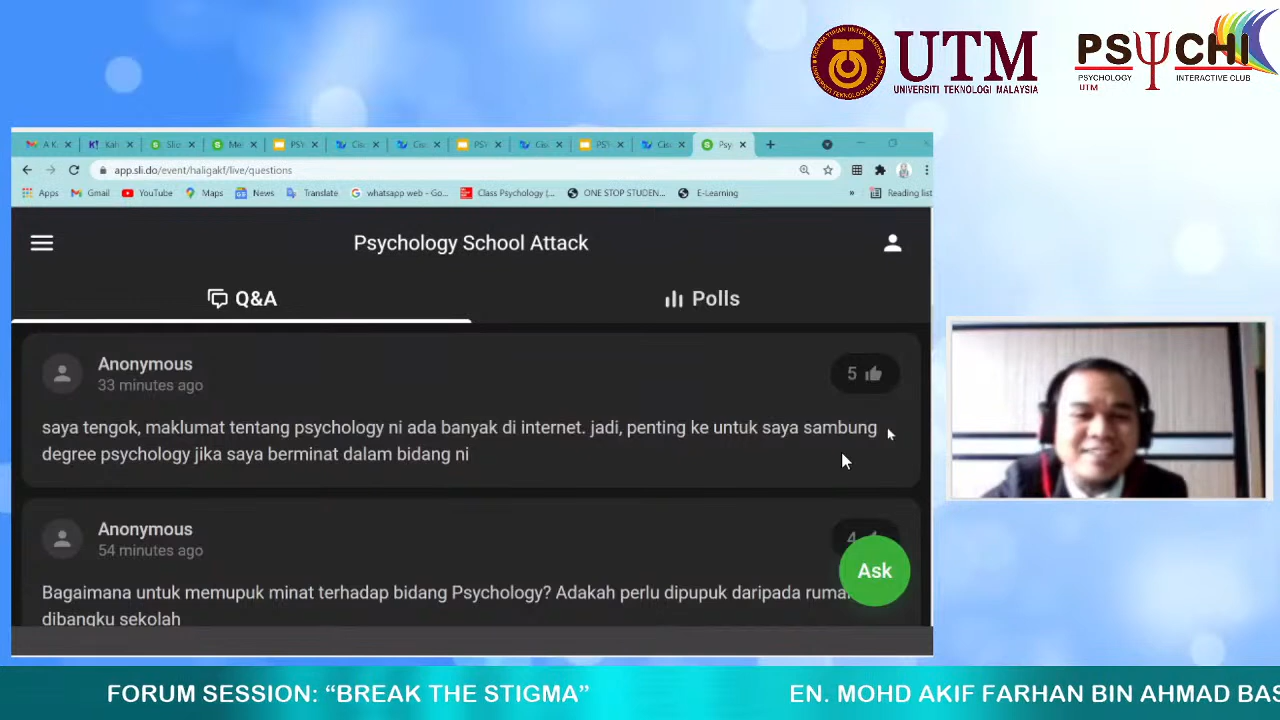 UTM
UNIVERSITI TEKNOLOGI MALAYSIA
PSYCHI
PSYCHOLOGY
UTM
INTERACTIVE CLUB
app.sli.do/event/haligakf/live/questions
Apps Gmail YouTube Maps News Translate whatsapp web - Go... Class Psychology (... ONE STOP STUDEN... E-Learning » Reading list
Psychology School Attack
Q&A
Polls
Anonymous
33 minutes ago
5
saya tengok, maklumat tentang psychology ni ada banyak di internet. jadi, penting ke untuk saya sambung
degree psychology jika saya berminat dalam bidang ni
Anonymous
54 minutes ago
4
Ask
Bagaimana untuk memupuk minat terhadap bidang Psychology? Adakah perlu dipupuk daripada
dibangku sekolah
FORUM SESSION: “BREAK THE STIGMA”
EN. MOHD AKIF FARHAN BIN AHMAD BAS